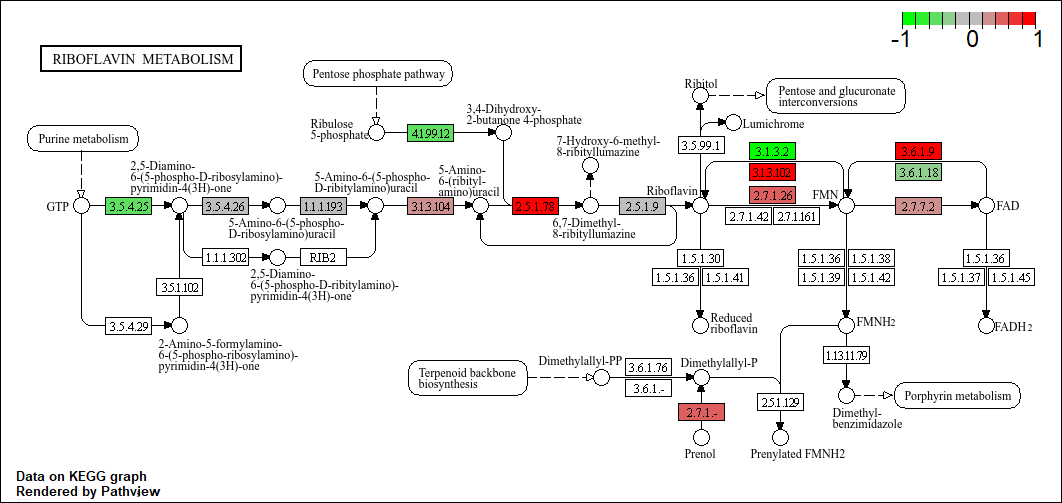 -1 0 1
RIBOFLAVIN METABOLISM
Pentose phosphate pathway
Ribitol
Pentose and glucuronate
interconversions
Ribulose
5-phosphate
4.1.99.12
3,4-Dihydroxy-
2-butanone 4-phosphate
Lumichrome
Purine metabolism
7-Hydroxy-6-methyl-
8-ribityllumazine
3.5.99.1
3.1.3.2
3.6.1.9
2,5-Diamino-
6-(5-phospho-D-ribosylamino)-
pyrimidin-4(3H)-one
5-Amino-6-(5-phospho-
D-ribitylamino)uracil
5-Amino-
6-(ribityl-
amino)uracil
3.1.3.102
3.6.1.18
Riboflavin
2.7.1.26
FMN
GTP
3.5.4.25
3.5.4.26
1.1.1.193
3.1.3.104
2.5.1.78
2.5.1.9
2.7.7.2
FAD
2.7.1.42
2.7.1.161
5-Amino-6-(5-phospho-
D-ribosylamino)uracil
6,7-Dimethyl-
8-ribityllumazine
1.1.1.302
RIB2
1.5.1.30
1.5.1.36
1.5.1.38
1.5.1.36
2,5-Diamino-
6-(5-phospho-D-ribitylamino)-
pyrimidin-4(3H)-one
1.5.1.36
1.5.1.41
1.5.1.39
1.5.1.42
1.5.1.37
1.5.1.45
3.5.1.102
3.5.4.29
Reduced
riboflavin
FMNH2
FADH2
2-Amino-5-formylamino-
6-(5-phospho-ribosylamino)-
pyrimidin-4(3H)-one
1.13.11.79
Terpenoid backbone
biosynthesis
Dimethylallyl-PP
3.6.1.76
3.6.1.-
Dimethylallyl-P
Porphyrin metabolism
2.7.1.-
2.5.1.129
Dimethyl-
benzimidazole
Prenol
Prenylated FMNH2
Data on KEGG graph
Rendered by Pathview